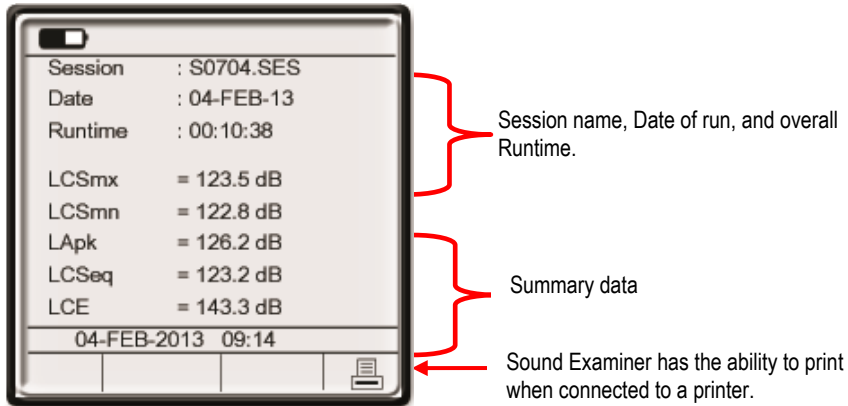 Session : S0704.SES
Date : 04-FEB-13
Runtime : 00:10:38
LCSmx = 123.5 dB
LCSmn = 122.8 dB
LApk = 126.2 dB
LCSeq = 123.2 dB
LCE = 143.3 dB
04-FEB-2013 09:14
Session name, Date of run, and overall
Runtime.
Summary data
Sound Examiner has the ability to print
when connected to a printer.